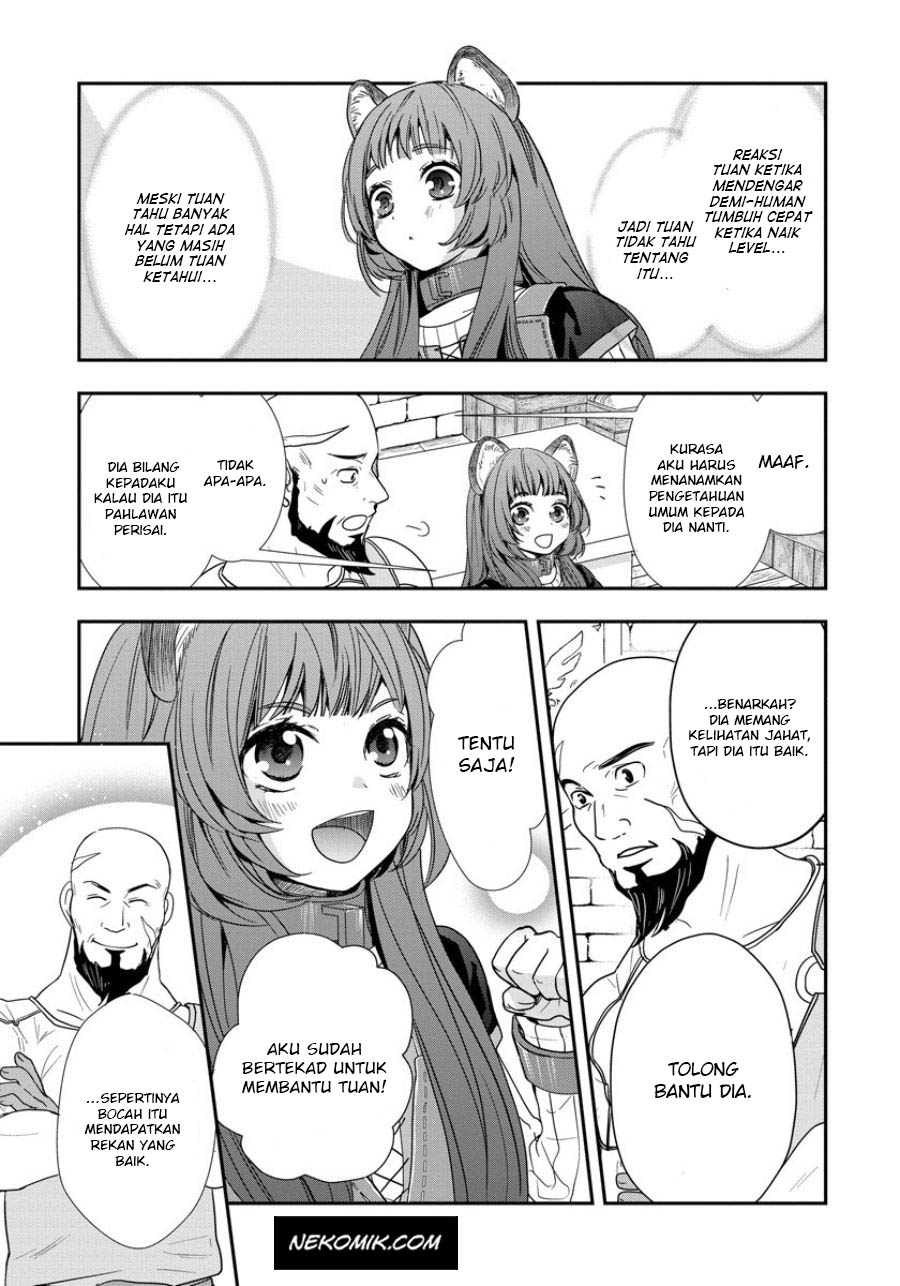 REAKSI
TUAN KETIKA
MENDENGAR
DEMI-HUMAN
TUMBUH CEPAT
KETIKA NAIK
LEVEL...
JADI TUAN
TIDAK TAHU
TENTANG
ITU...
MESKI TUAN
TAHU BANYAK
HAL TETAPI ADA
YANG MASIH
BELUM TUAN
KETAHUI...
MAAF.
KURASA
AKU HARUS
MENANAMKAN
PENGETAHUAN
UMUM KEPADA
DIA NANTI.
TIDAK
APA-APA.
DIA BILANG
KEPADAKU
KALAU DIA ITU
PAHLAWAN
PERISAI.
...BENARKAH?
DIA MEMANG
KELIHATAN JAHAT,
TAPI DIA ITU BAIK.
TOLONG
BANTU DIA.
TENTU
SAJA!
AKU SUDAH
BERTEKAD UNTUK
MEMBANTU TUAN!
...SEPERTINYA
BOCAH ITU
MENDAPATKAN
REKAN YANG
BAIK.
NEKOMIK.COM